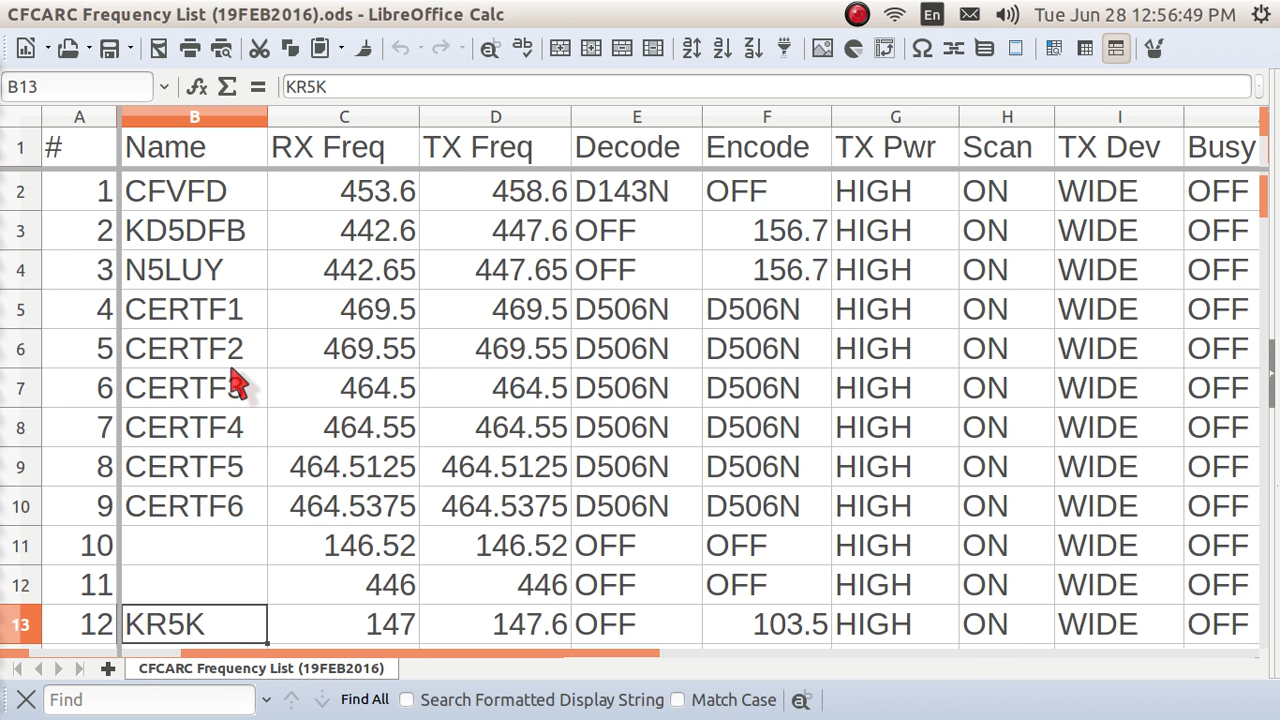 CFCARC Frequency List (19FEB2016).ods - LibreOffice Calc En Tue Jun 28 12:56:49 PM
B13 KR5K
A B C D E F G H I
1 # Name RX Freq TX Freq Decode Encode TX Pwr Scan TX Dev Busy
2 1 CFVFD 453.6 458.6 D143N OFF HIGH ON WIDE OFF
3 2 KD5DFB 442.6 447.6 OFF 156.7 HIGH ON WIDE OFF
4 3 N5LUY 442.65 447.65 OFF 156.7 HIGH ON WIDE OFF
5 4 CERTF1 469.5 469.5 D506N D506N HIGH ON WIDE OFF
6 5 CERTF2 469.55 469.55 D506N D506N HIGH ON WIDE OFF
7 6 CERTF3 464.5 464.5 D506N D506N HIGH ON WIDE OFF
8 7 CERTF4 464.55 464.55 D506N D506N HIGH ON WIDE OFF
9 8 CERTF5 464.5125 464.5125 D506N D506N HIGH ON WIDE OFF
10 9 CERTF6 464.5375 464.5375 D506N D506N HIGH ON WIDE OFF
11 10 146.52 146.52 OFF OFF HIGH ON WIDE OFF
12 11 446 446 OFF OFF HIGH ON WIDE OFF
13 12 KR5K 147 147.6 OFF 103.5 HIGH ON WIDE OFF
CFCARC Frequency List (19FEB2016)
Find Find All Search Formatted Display String Match Case